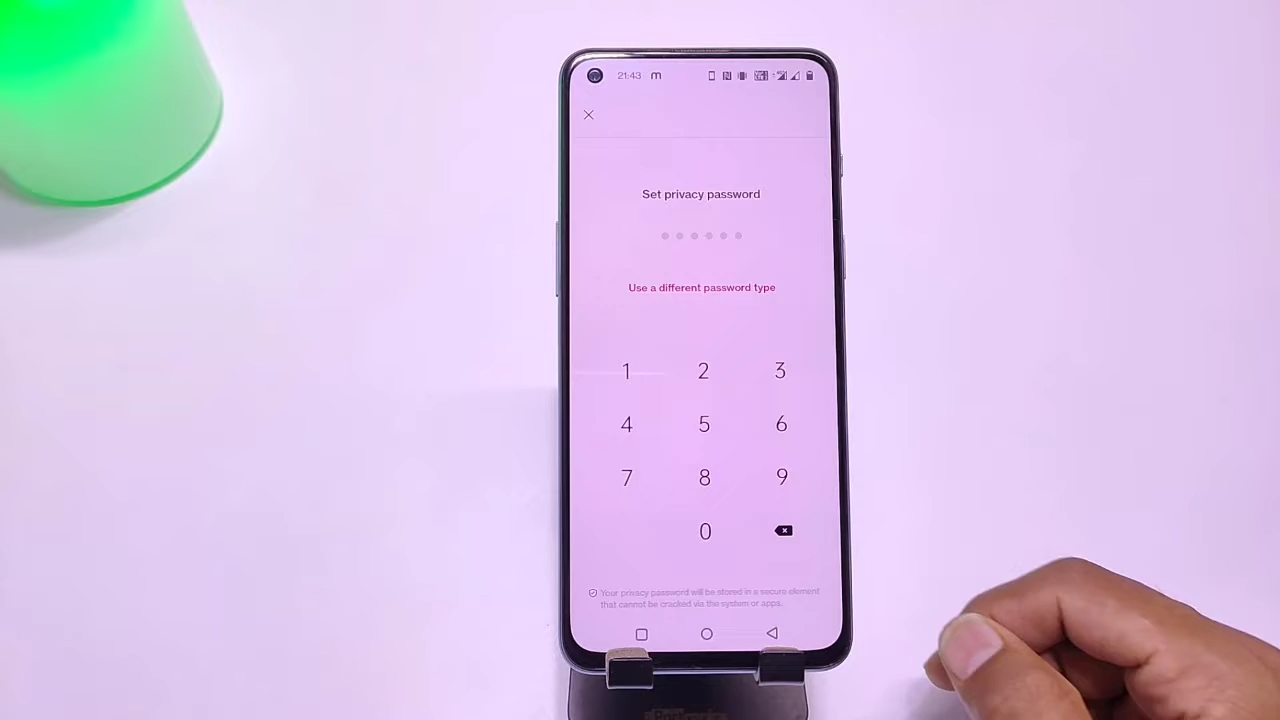 21:43 m
Set privacy password
Use a different password type
1 2 3
4 5 6
7 8 9
0
Your privacy password will be stored in a secure element
that cannot be cracked via the system or apps.